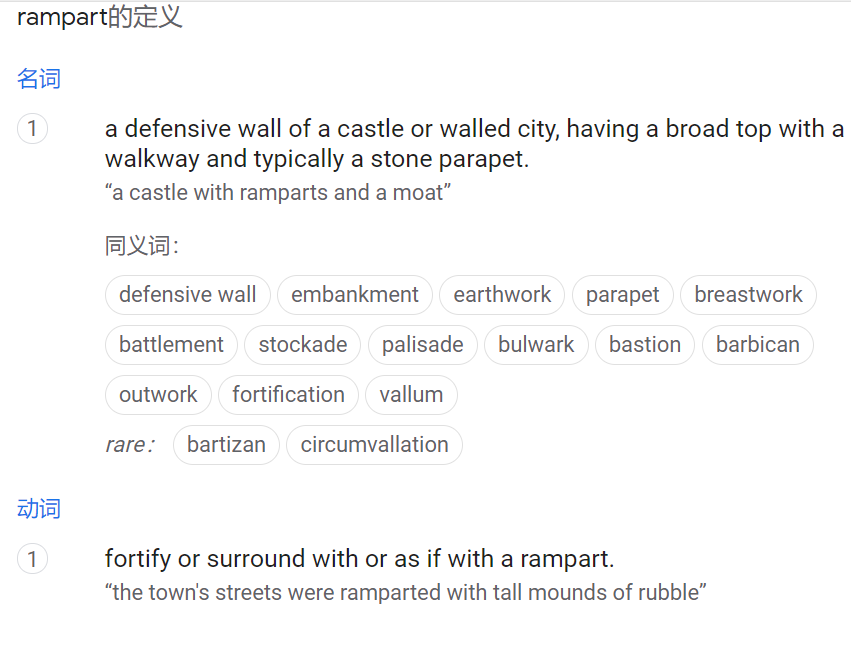 rampart的定义
名词
1 a defensive wall of a castle or walled city, having a broad top with a
walkway and typically a stone parapet.
“a castle with ramparts and a moat”
同义词：
defensive wall embankment earthwork parapet breastwork
battlement stockade palisade bulwark bastion barbican
outwork fortification vallum
rare： bartizan circumvallation
动词
1 fortify or surround with or as if with a rampart.
“the town's streets were ramparted with tall mounds of rubble”